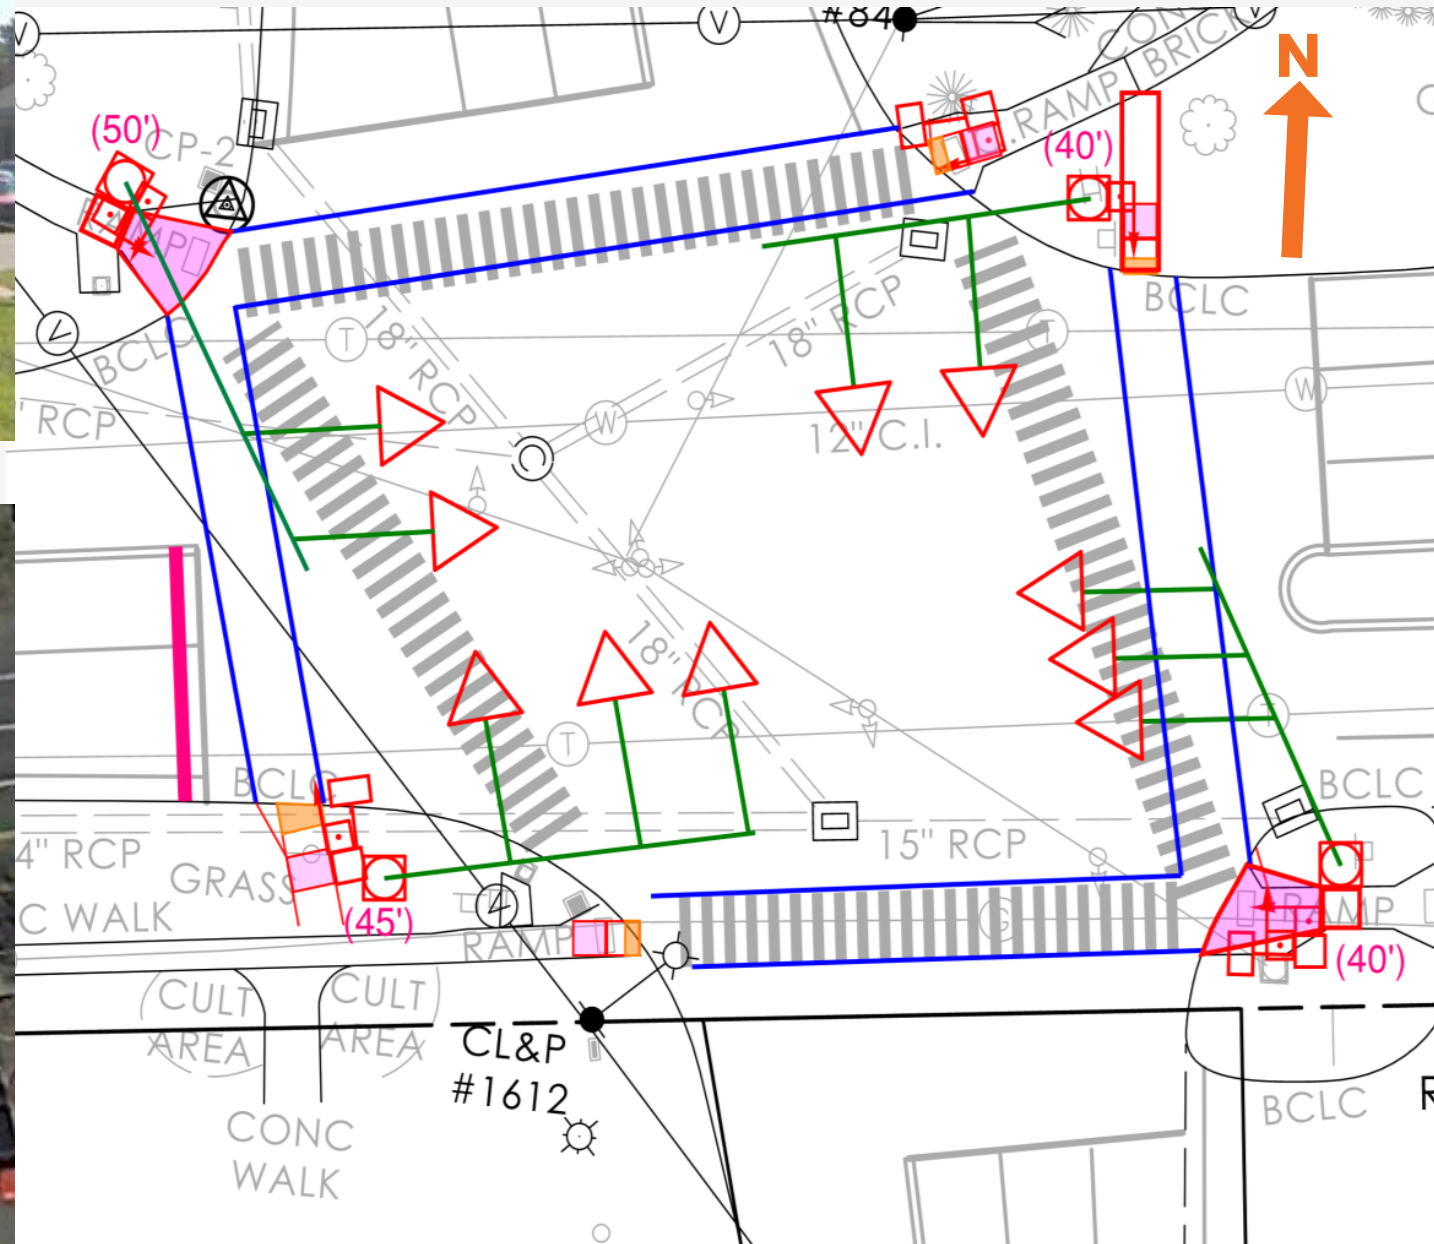 V
#84
V
CONC
BRICK
RAMP
N
(50')
CP-2
(40')
RAMP
BCLC
BCLC
T
18" RCP
18" RCP
T
W
W
" RCP
12" C.I.
18" RCP
T
T
BCLC
BCLC
4" RCP
15" RCP
GRASS
(45')
C WALK
RAMP
G
RAMP
(40')
CULT
AREA
CULT
AREA
CL&P
#1612
CONC
WALK
BCLC
R